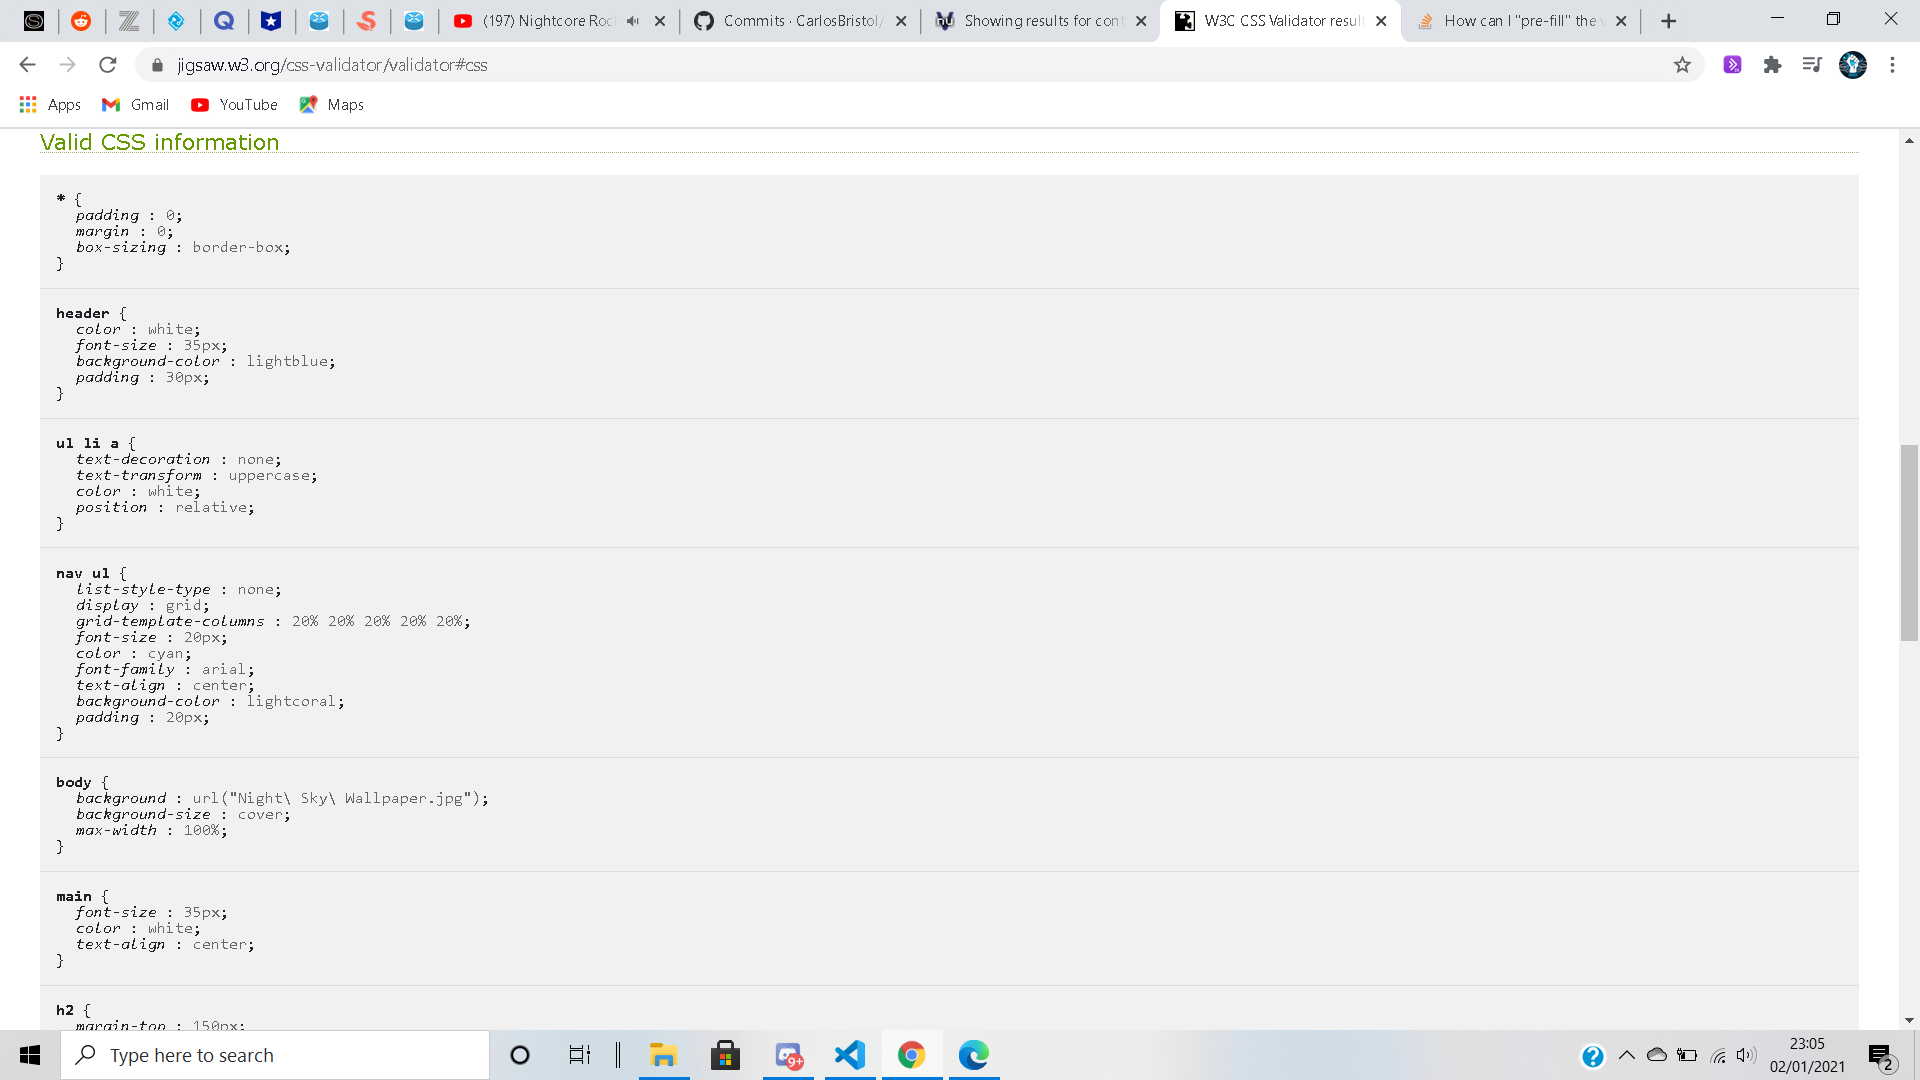 (197) Nightcore Roc
Commits · CarlosBristol/
Showing results for cont
W3C CSS Validator result
How can I "pre-fill" the v
jigsaw.w3.org/css-validator/validator#css
Apps
Gmail
YouTube
Maps
Valid CSS information
* {
padding : 0;
margin : 0;
box-sizing : border-box;
}
header {
color : white;
font-size : 35px;
background-color : lightblue;
padding : 30px;
}
ul li a {
text-decoration : none;
text-transform : uppercase;
color : white;
position : relative;
}
nav ul {
list-style-type : none;
display : grid;
grid-template-columns : 20% 20% 20% 20% 20%;
font-size : 20px;
color : cyan;
font-family : arial;
text-align : center;
background-color : lightcoral;
padding : 20px;
}
body {
background : url("Night\ Sky\ Wallpaper.jpg");
background-size : cover;
max-width : 100%;
}
main {
font-size : 35px;
color : white;
text-align : center;
}
h2 {
margin-top : 150px;
Type here to search
9+
23:05
02/01/2021
2